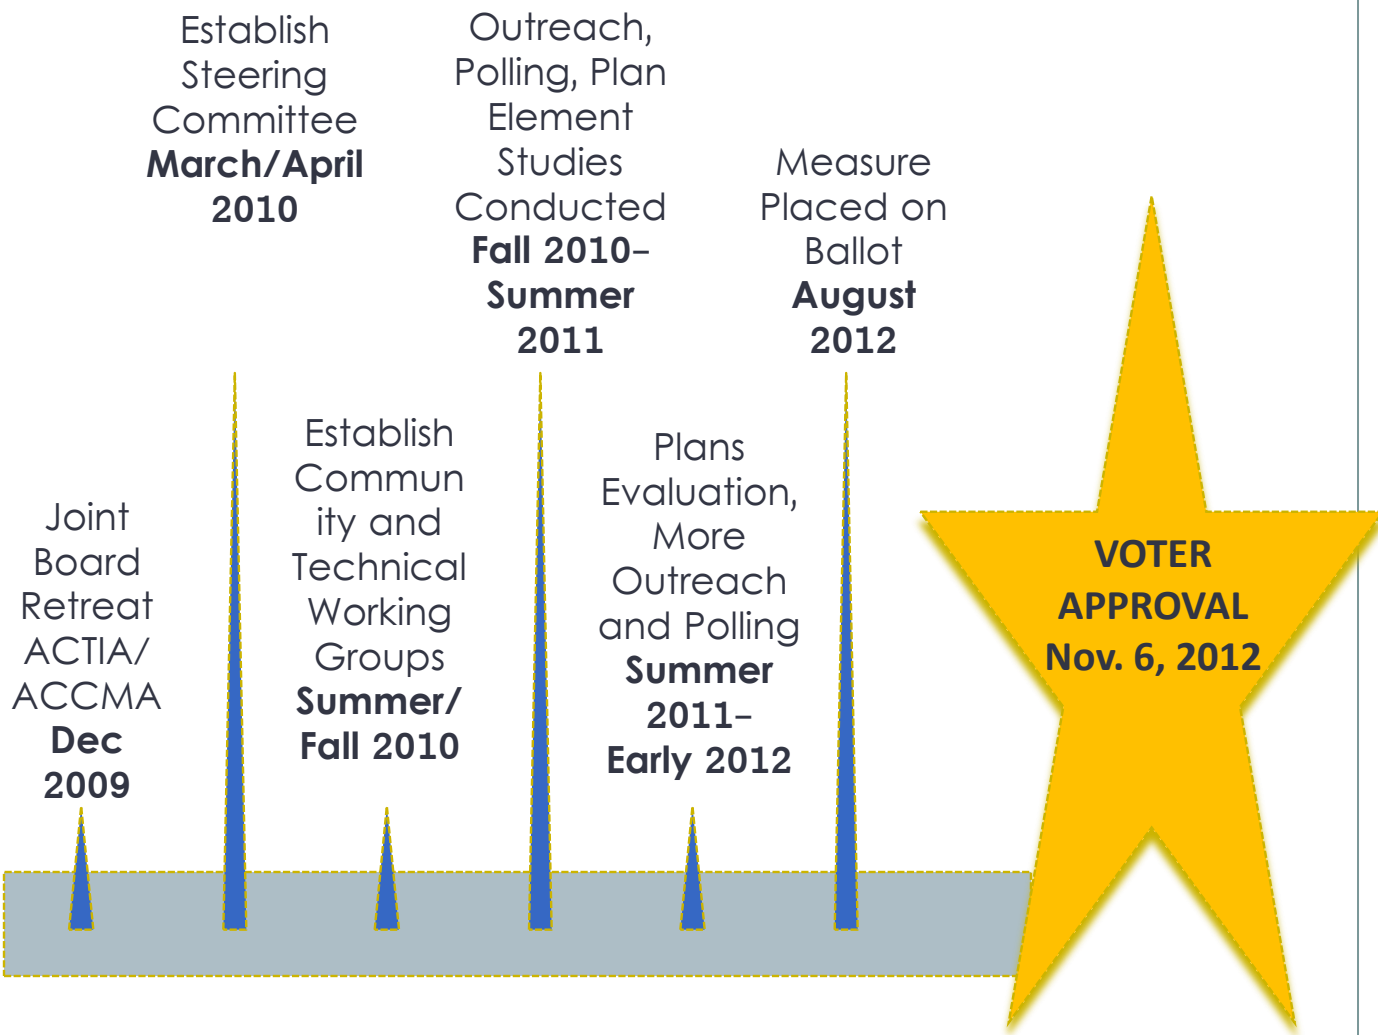 Joint
Board
Retreat
ACTIA/
ACCMA
Dec
2009
Establish
Steering
Committee
March/April
2010
Establish
Commun
ity and
Technical
Working
Groups
Summer/
Fall 2010
Outreach,
Polling, Plan
Element
Studies
Conducted
Fall 2010–
Summer
2011
Plans
Evaluation,
More
Outreach
and Polling
Summer
2011–
Early 2012
Measure
Placed on
Ballot
August
2012
VOTER
APPROVAL
Nov. 6, 2012